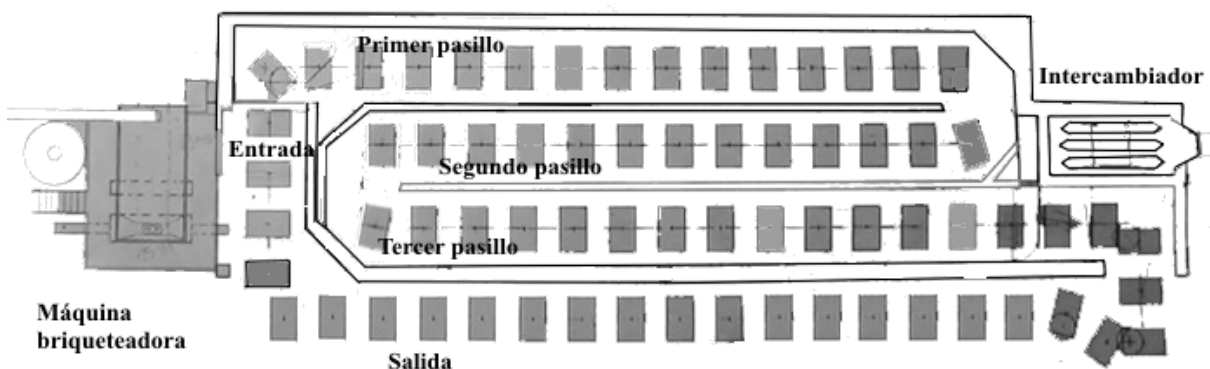 Primer pasillo
Intercambiador
Entrada
Segundo pasillo
Tercer pasillo
Máquina
briqueteadora
Salida